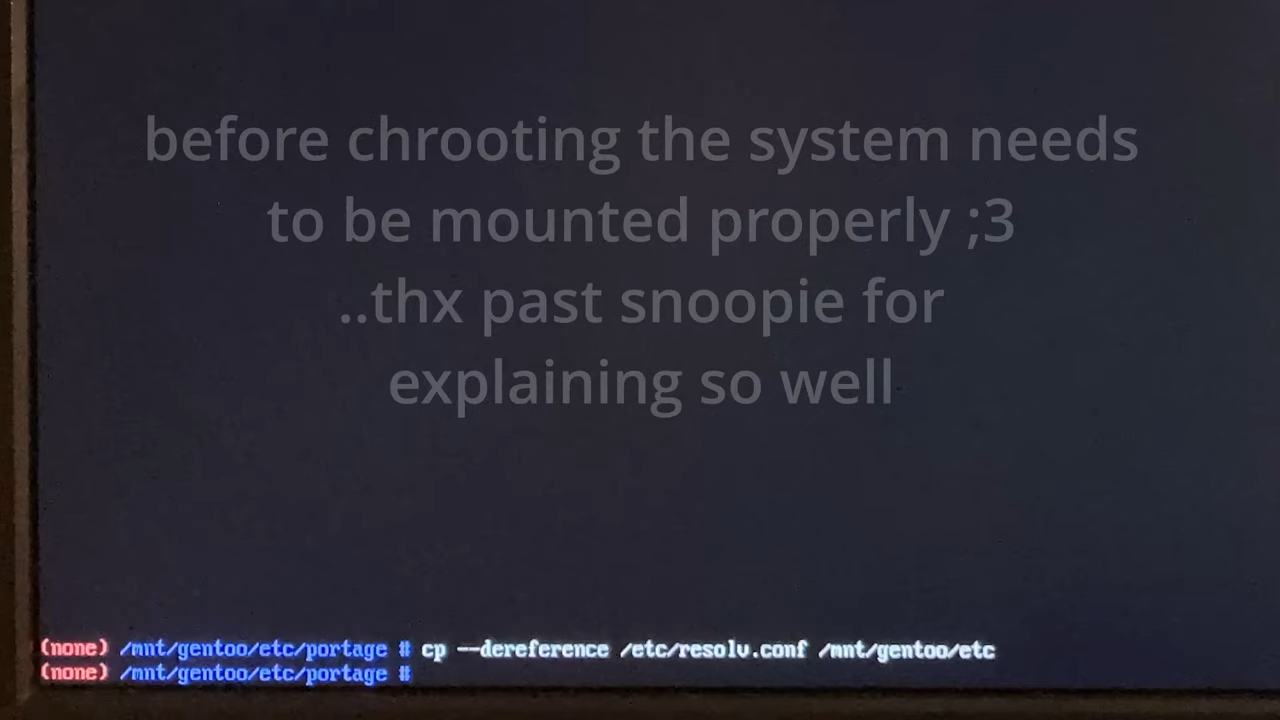 before chrooting the system needs
to be mounted properly ;3
..thx past snoopie for
explaining so well
(none) /mnt/gentoo/etc/portage # cp --dereference /etc/resolv.conf /mnt/gentoo/etc
(none) /mnt/gentoo/etc/portage #